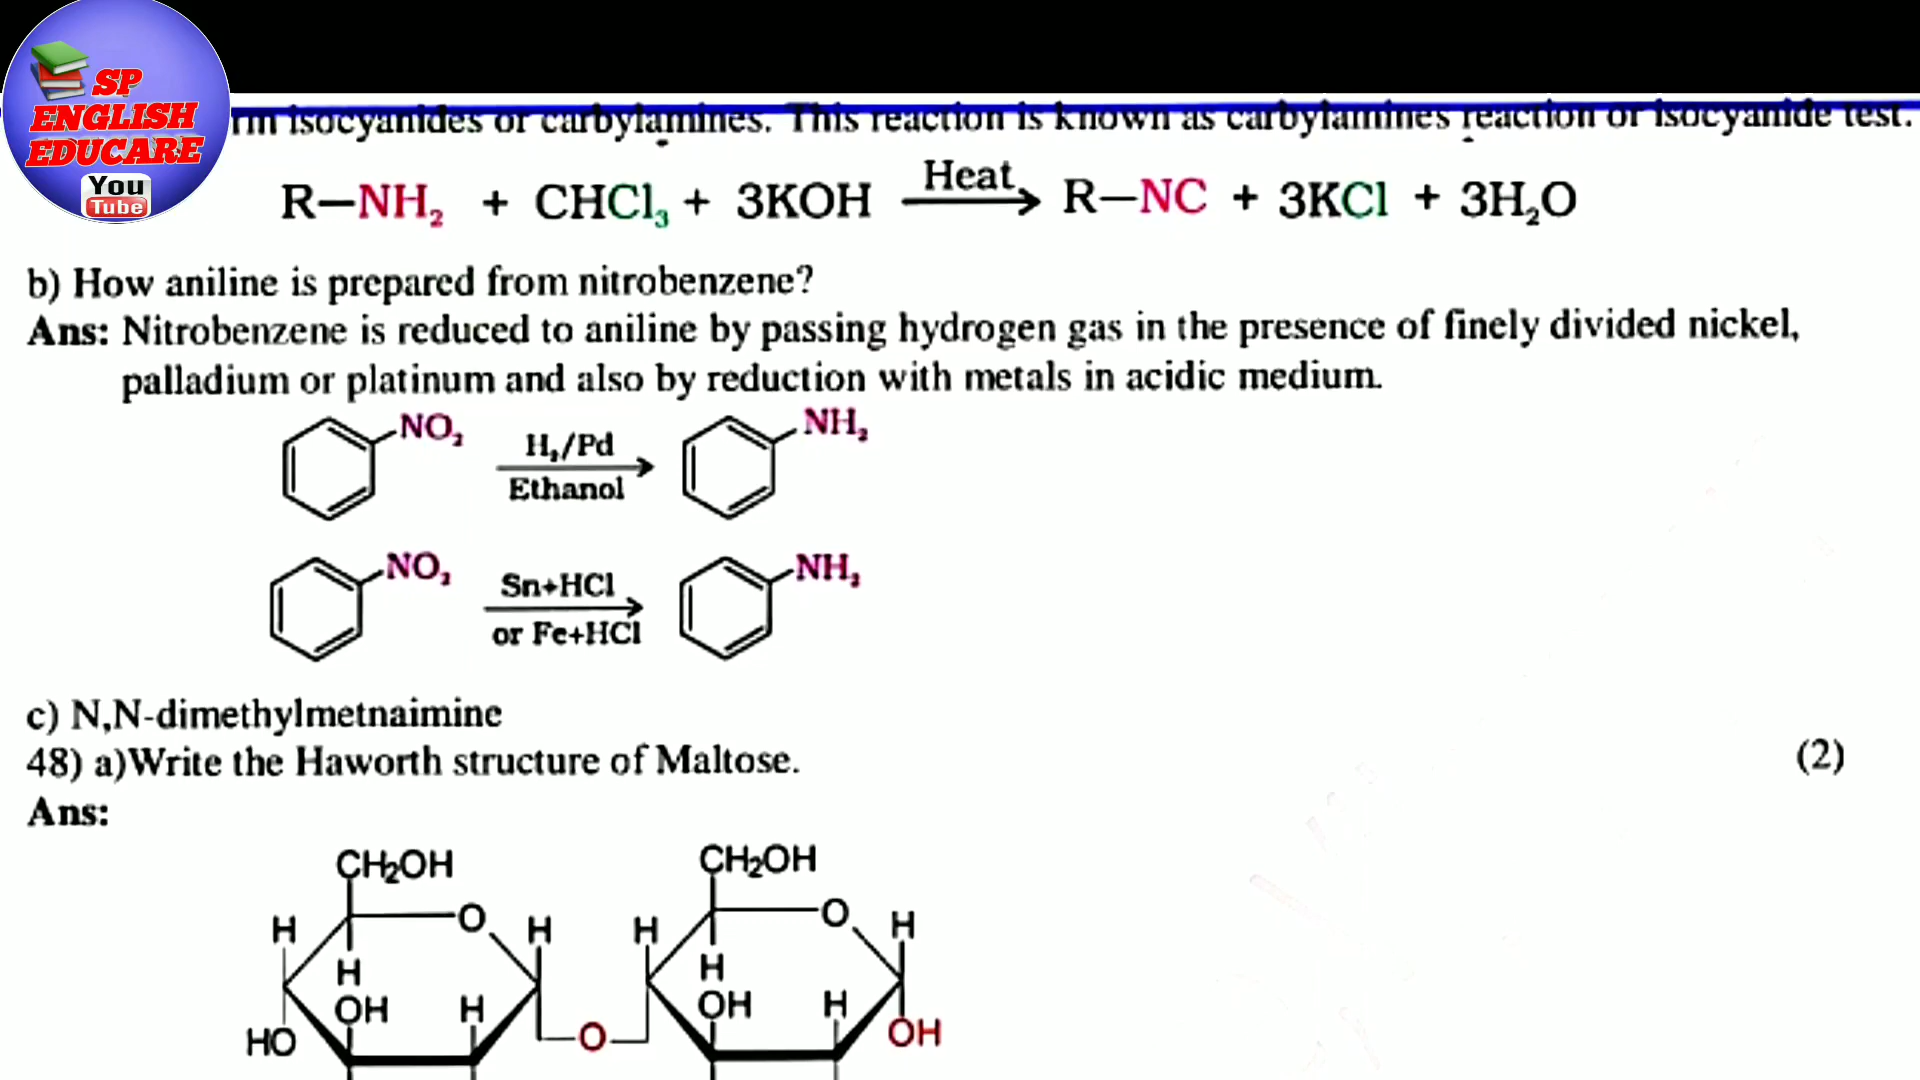 SP
ENGLISH
EDUCARE
You
Tube
rm isocyanides or carbylamines. This reaction is known as carbylamines reaction or isocyanide test.
R—NH₂ + CHCl₃ + 3KOH Heat R—NC + 3KCl + 3H₂O
b) How aniline is prepared from nitrobenzene?
Ans: Nitrobenzene is reduced to aniline by passing hydrogen gas in the presence of finely divided nickel,
palladium or platinum and also by reduction with metals in acidic medium.
NO₂ H₂/Pd NH₂
Ethanol
NO₂ Sn+HCl NH₂
or Fe+HCl
c) N,N-dimethylmetnaimine
48) a)Write the Haworth structure of Maltose. (2)
Ans:
CH₂OH CH₂OH
H O H H O H
H H
OH H OH H
HO O OH